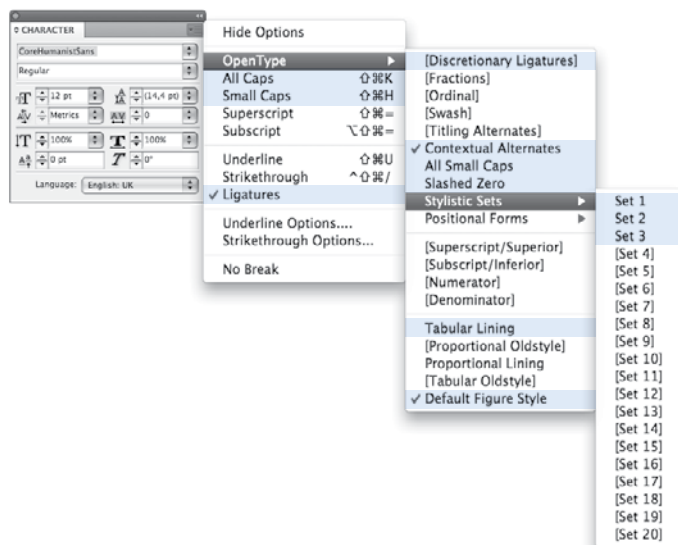 CHARACTER
CoreHumanistSans
Regular
12 pt
(14,4 pt)
Metrics
0
100%
100%
0 pt
0°
Language: English: UK
Hide Options
OpenType
All Caps ⇧⌘K
Small Caps ⇧⌘H
Superscript ⇧⌘=
Subscript ⌥⇧⌘=
Underline ⇧⌘U
Strikethrough ^⇧⌘/
✓ Ligatures
Underline Options....
Strikethrough Options...
No Break
[Discretionary Ligatures]
[Fractions]
[Ordinal]
[Swash]
[Titling Alternates]
✓ Contextual Alternates
All Small Caps
Slashed Zero
Stylistic Sets
Positional Forms
[Superscript/Superior]
[Subscript/Inferior]
[Numerator]
[Denominator]
Tabular Lining
[Proportional Oldstyle]
Proportional Lining
[Tabular Oldstyle]
✓ Default Figure Style
Set 1
Set 2
Set 3
[Set 4]
[Set 5]
[Set 6]
[Set 7]
[Set 8]
[Set 9]
[Set 10]
[Set 11]
[Set 12]
[Set 13]
[Set 14]
[Set 15]
[Set 16]
[Set 17]
[Set 18]
[Set 19]
[Set 20]